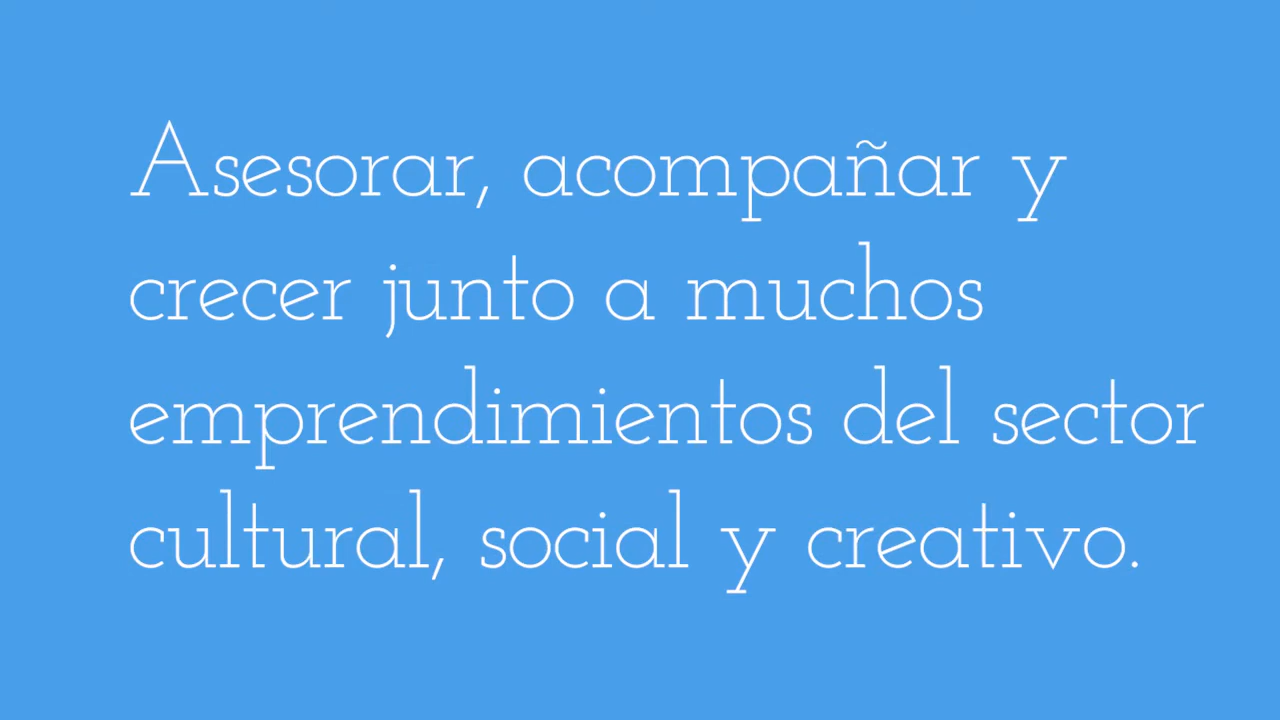 Asesorar, acompañar y
crecer junto a muchos
emprendimientos del sector
cultural, social y creativo.